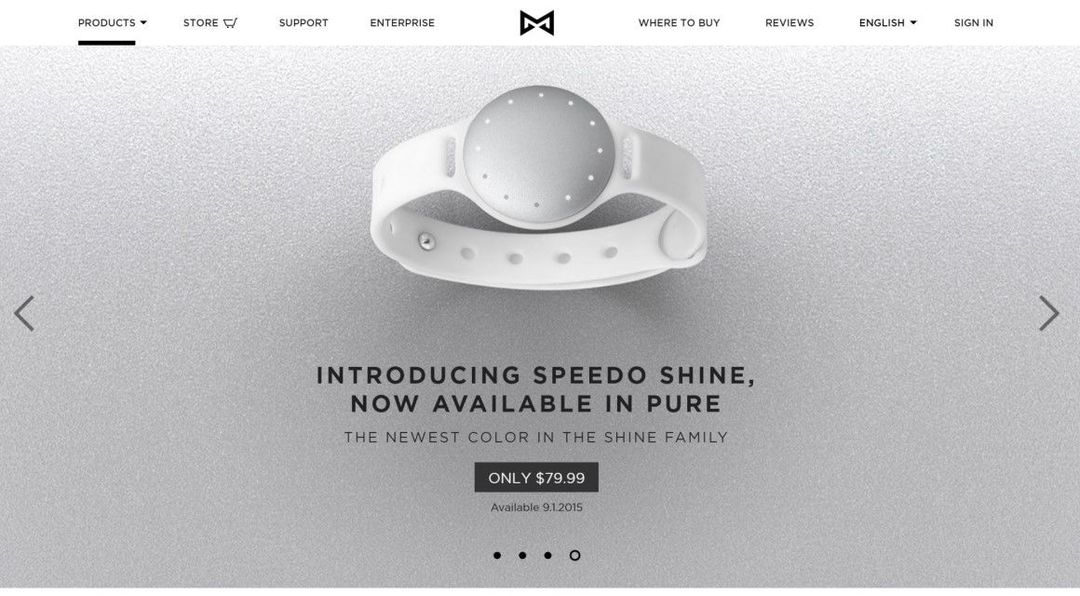 PRODUCTS
STORE
SUPPORT
ENTERPRISE
WHERE TO BUY
REVIEWS
ENGLISH
SIGN IN
INTRODUCING SPEEDO SHINE,
NOW AVAILABLE IN PURE
THE NEWEST COLOR IN THE SHINE FAMILY
ONLY $79.99
Available 9.1.2015